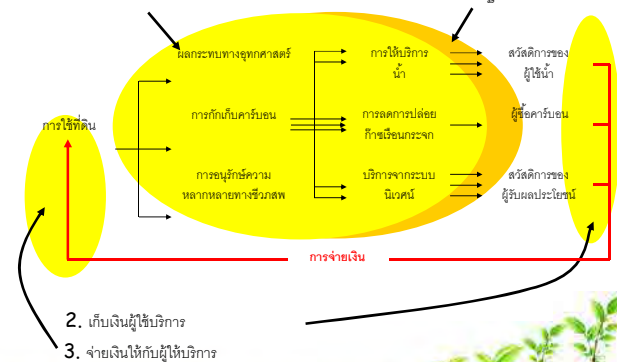 ผลกระทบทางอุทกศาสตร์
การให้บริการ
น้ำ
สวัสดิการของ
ผู้ใช้น้ำ
การใช้ที่ดิน
การกักเก็บคาร์บอน
การลดการปล่อย
ก๊าซเรือนกระจก
ผู้ซื้อคาร์บอน
การอนุรักษ์ความ
หลากหลายทางชีวภสพ
บริการจากระบบ
นิเวศน์
สวัสดิการของ
ผู้รับผลประโยชน์
การจ่ายเงิน
2. เก็บเงินผู้ใช้บริการ
3. จ่ายเงินให้กับผู้ให้บริการ